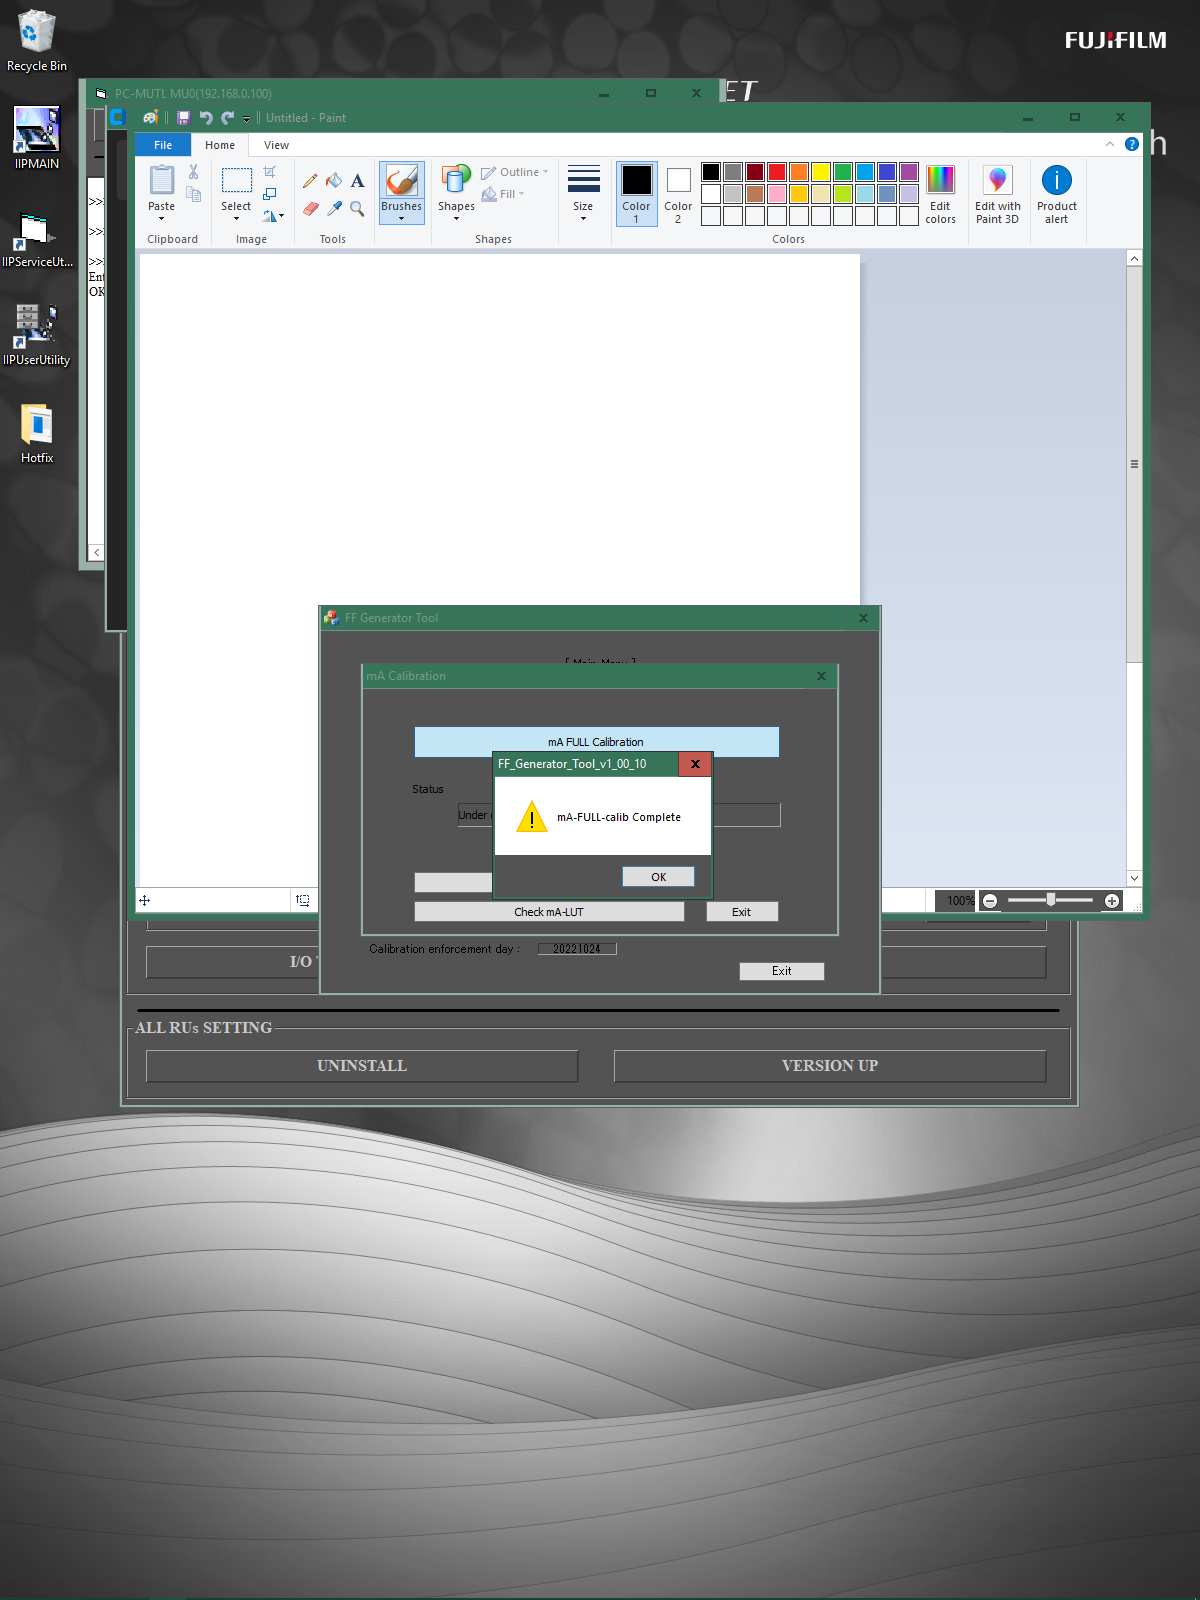 Recycle Bin
FUJIFILM
PC-MUTL MU0(192.168.0.100)
ET
Untitled - Paint
IIPMAIN
File
Home
View
h
Paste
Select
Brushes
Shapes
Outline
Fill
Size
Color
1
Color
2
Edit
colors
Edit with
Paint 3D
Product
alert
Clipboard
Image
Tools
Shapes
Colors
>>
>>
>>
Ent
OK
IIPServiceUt...
IIPUserUtility
Hotfix
FF Generator Tool
[ Main Menu ]
mA Calibration
mA FULL Calibration
FF_Generator_Tool_v1_00_10
Status
Under
mA-FULL-calib Complete
OK
Check mA-LUT
Exit
100%
Calibration enforcement day :
20221024
Exit
I/O
ALL RUs SETTING
UNINSTALL
VERSION UP